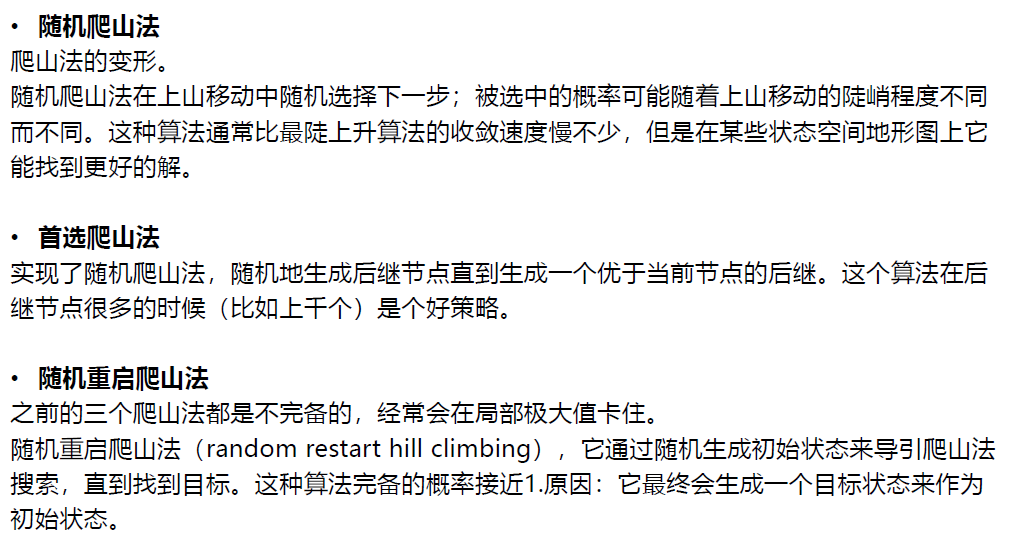 • 随机爬山法
爬山法的变形。
随机爬山法在上山移动中随机选择下一步；被选中的概率可能随着上山移动的陡峭程度不同
而不同。这种算法通常比最陡上升算法的收敛速度慢不少，但是在某些状态空间地形图上它
能找到更好的解。
• 首选爬山法
实现了随机爬山法，随机地生成后继节点直到生成一个优于当前节点的后继。这个算法在后
继节点很多的时候（比如上千个）是个好策略。
• 随机重启爬山法
之前的三个爬山法都是不完备的，经常会在局部极大值卡住。
随机重启爬山法（random restart hill climbing），它通过随机生成初始状态来导引爬山法
搜索，直到找到目标。这种算法完备的概率接近1.原因：它最终会生成一个目标状态来作为
初始状态。